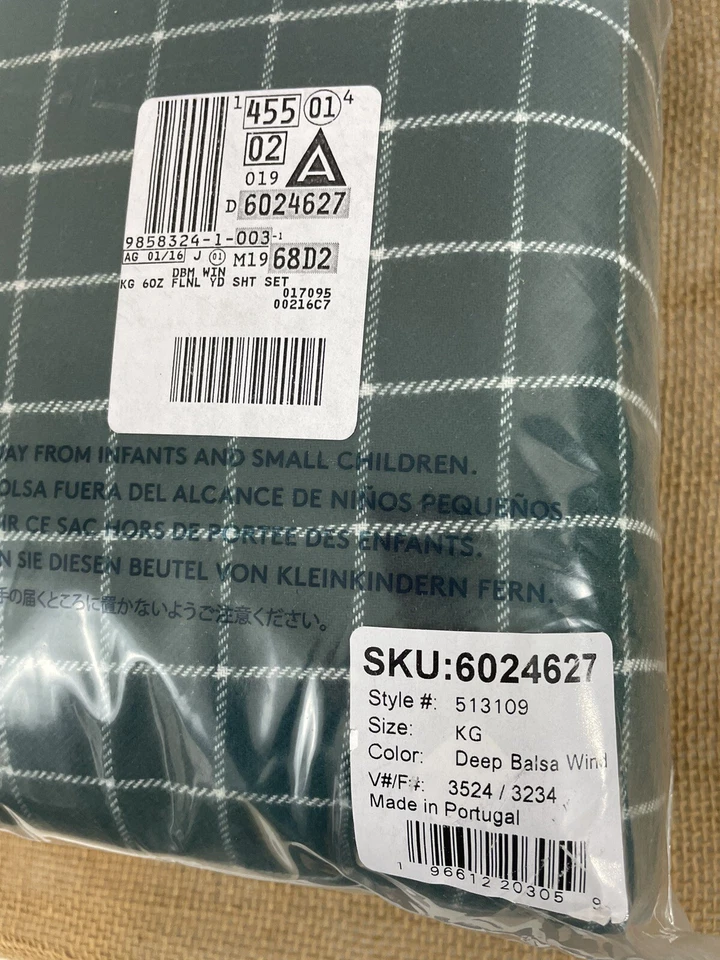 1 455 01 4
02
019 A
D 6024627
9858324-1-003-1
AG 01/16 J 01 M19 68D2
DBM WIN
KG 6OZ FLNL YD SHT SET
017095
00216C7
AY FROM INFANTS AND SMALL CHILDREN.
OLSA FUERA DEL ALCANCE DE NIÑOS PEQUEÑOS
IR CE SAC HORS DE PORTEE DES ENFANTS.
N SIE DIESEN BEUTEL VON KLEINKINDERN FERN.
手の届くところに置かないようご注意ください。
SKU:6024627
Style #: 513109
Size: KG
Color: Deep Balsa Wind
V#/F#: 3524 / 3234
Made in Portugal
1 96612 20305 9